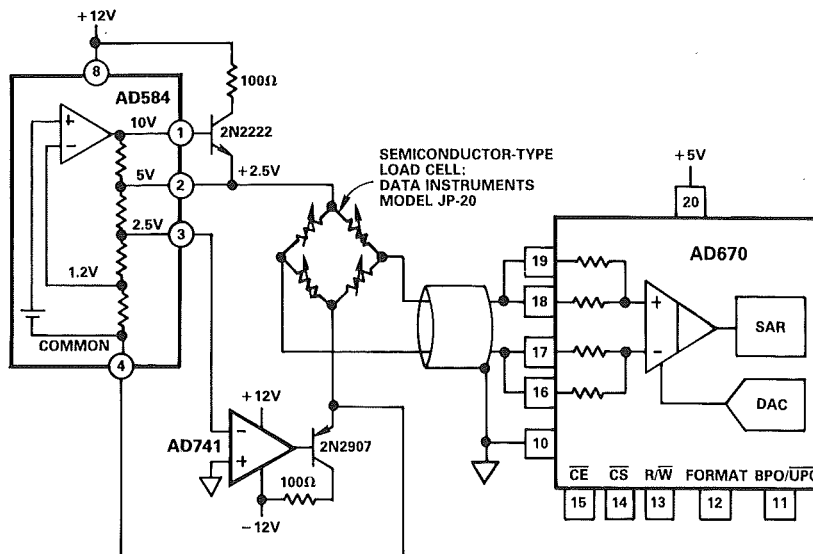 +12V
8
AD584
100Ω
10V
1
2N2222
5V
2
+2.5V
2.5V
3
1.2V
COMMON
4
SEMICONDUCTOR-TYPE
LOAD CELL:
DATA INSTRUMENTS
MODEL JP-20
+5V
20
AD670
19
18
17
16
10
+
−
SAR
DAC
+
−
+12V
AD741
−
+
2N2907
100Ω
−12V
CE CS R/W FORMAT BPO/UPO
15 14 13 12 11